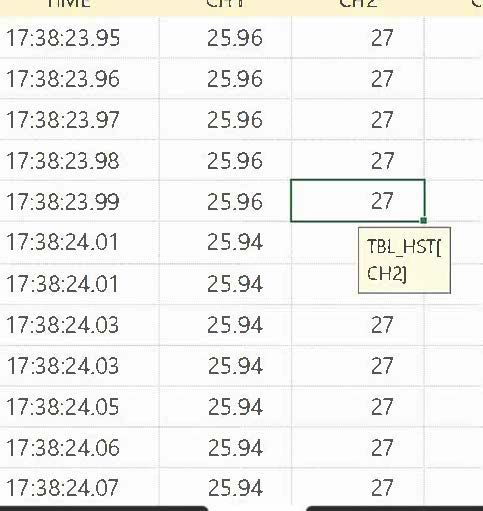 TIME CH1 CH2
17:38:23.95 25.96 27
17:38:23.96 25.96 27
17:38:23.97 25.96 27
17:38:23.98 25.96 27
17:38:23.99 25.96 27
17:38:24.01 25.94
TBL_HST[
CH2]
17:38:24.01 25.94
17:38:24.03 25.94 27
17:38:24.03 25.94 27
17:38:24.05 25.94 27
17:38:24.06 25.94 27
17:38:24.07 25.94 27